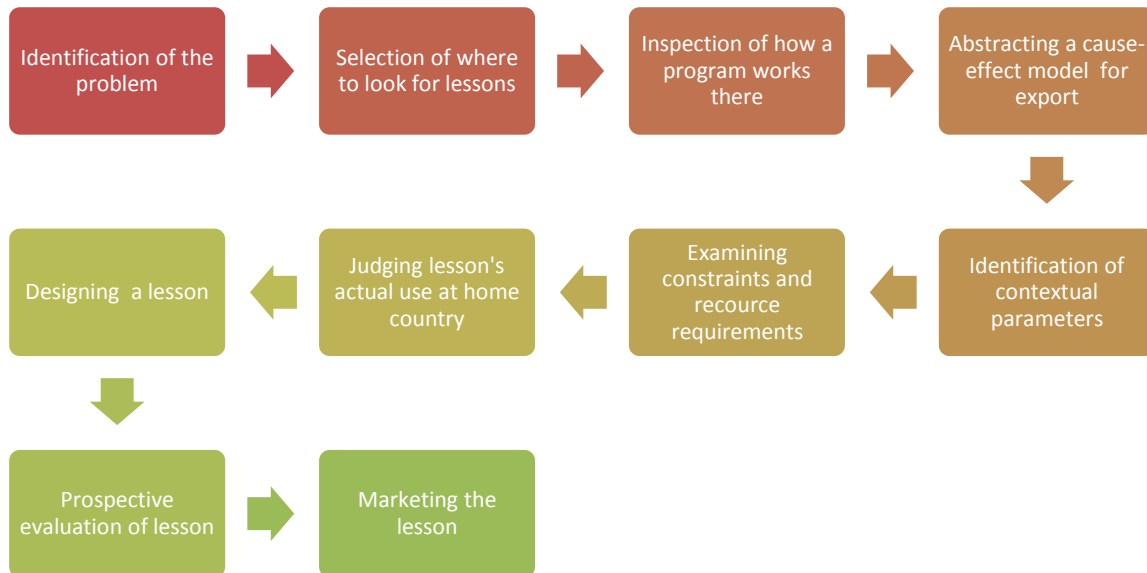 Identification of the
problem
Selection of where
to look for lessons
Inspection of how a
program works
there
Abstracting a cause-
effect model for
export
Identification of
contextual
parameters
Examining
constraints and
recource
requirements
Judging lesson's
actual use at home
country
Designing a lesson
Prospective
evaluation of lesson
Marketing the
lesson